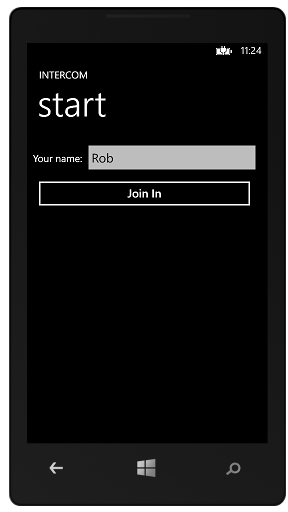 11:24
INTERCOM
start
Your name: Rob
Join In